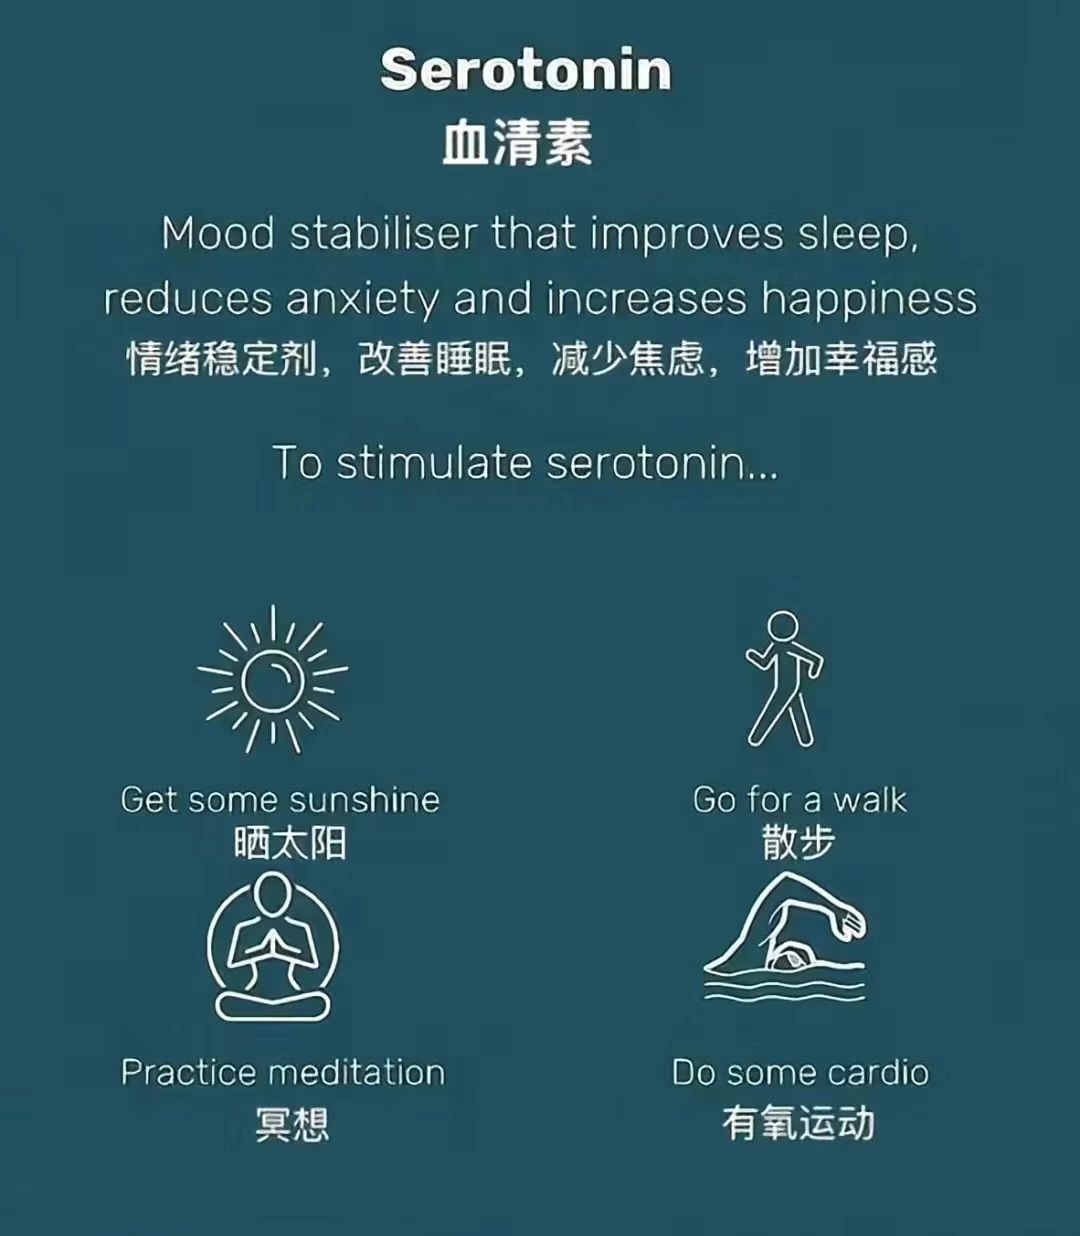 Serotonin
血清素
Mood stabiliser that improves sleep,
reduces anxiety and increases happiness
情绪稳定剂，改善睡眠，减少焦虑，增加幸福感
To stimulate serotonin...
Get some sunshine
晒太阳
Go for a walk
散步
Practice meditation
冥想
Do some cardio
有氧运动